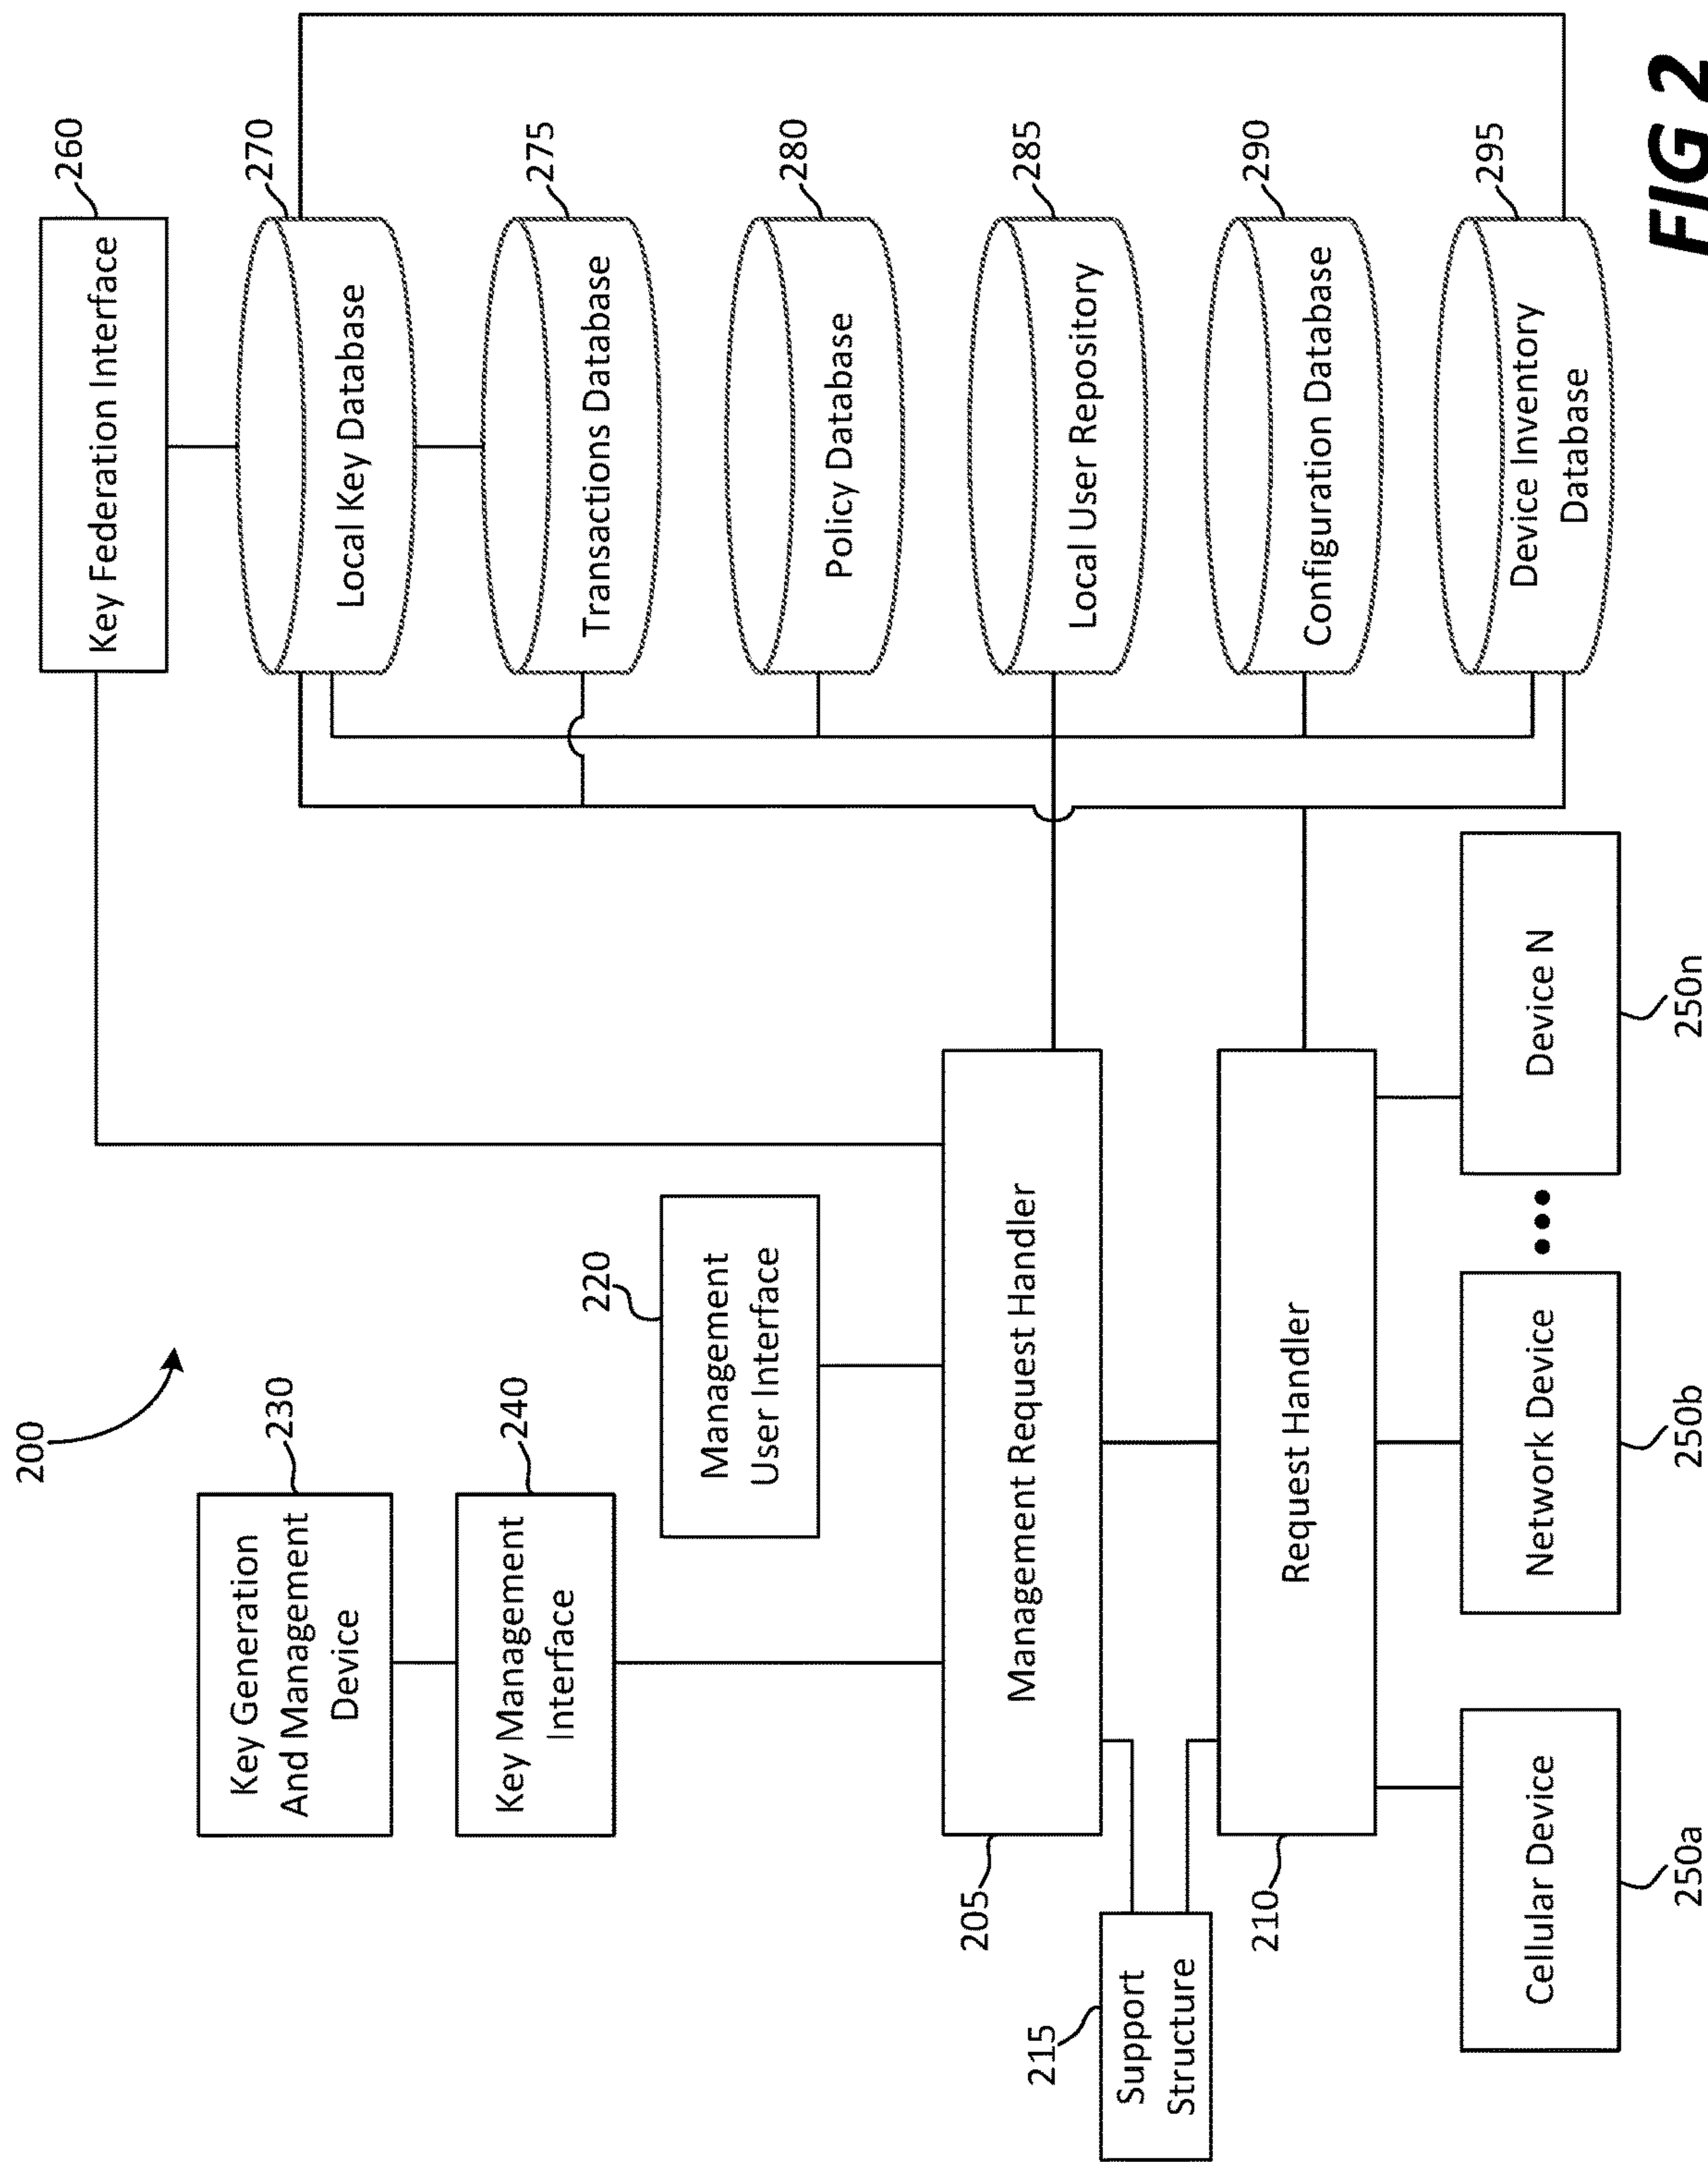 200
230
Key Generation
And Management
Device
240
Key Management
Interface
220
Management
User Interface
205
Management Request Handler
215
Support
Structure
210
Request Handler
Cellular Device
250a
Network Device
250b
Device N
250n
260
Key Federation Interface
270
Local Key Database
275
Transactions Database
280
Policy Database
285
Local User Repository
290
Configuration Database
295
Device Inventory
Database
FIG 2